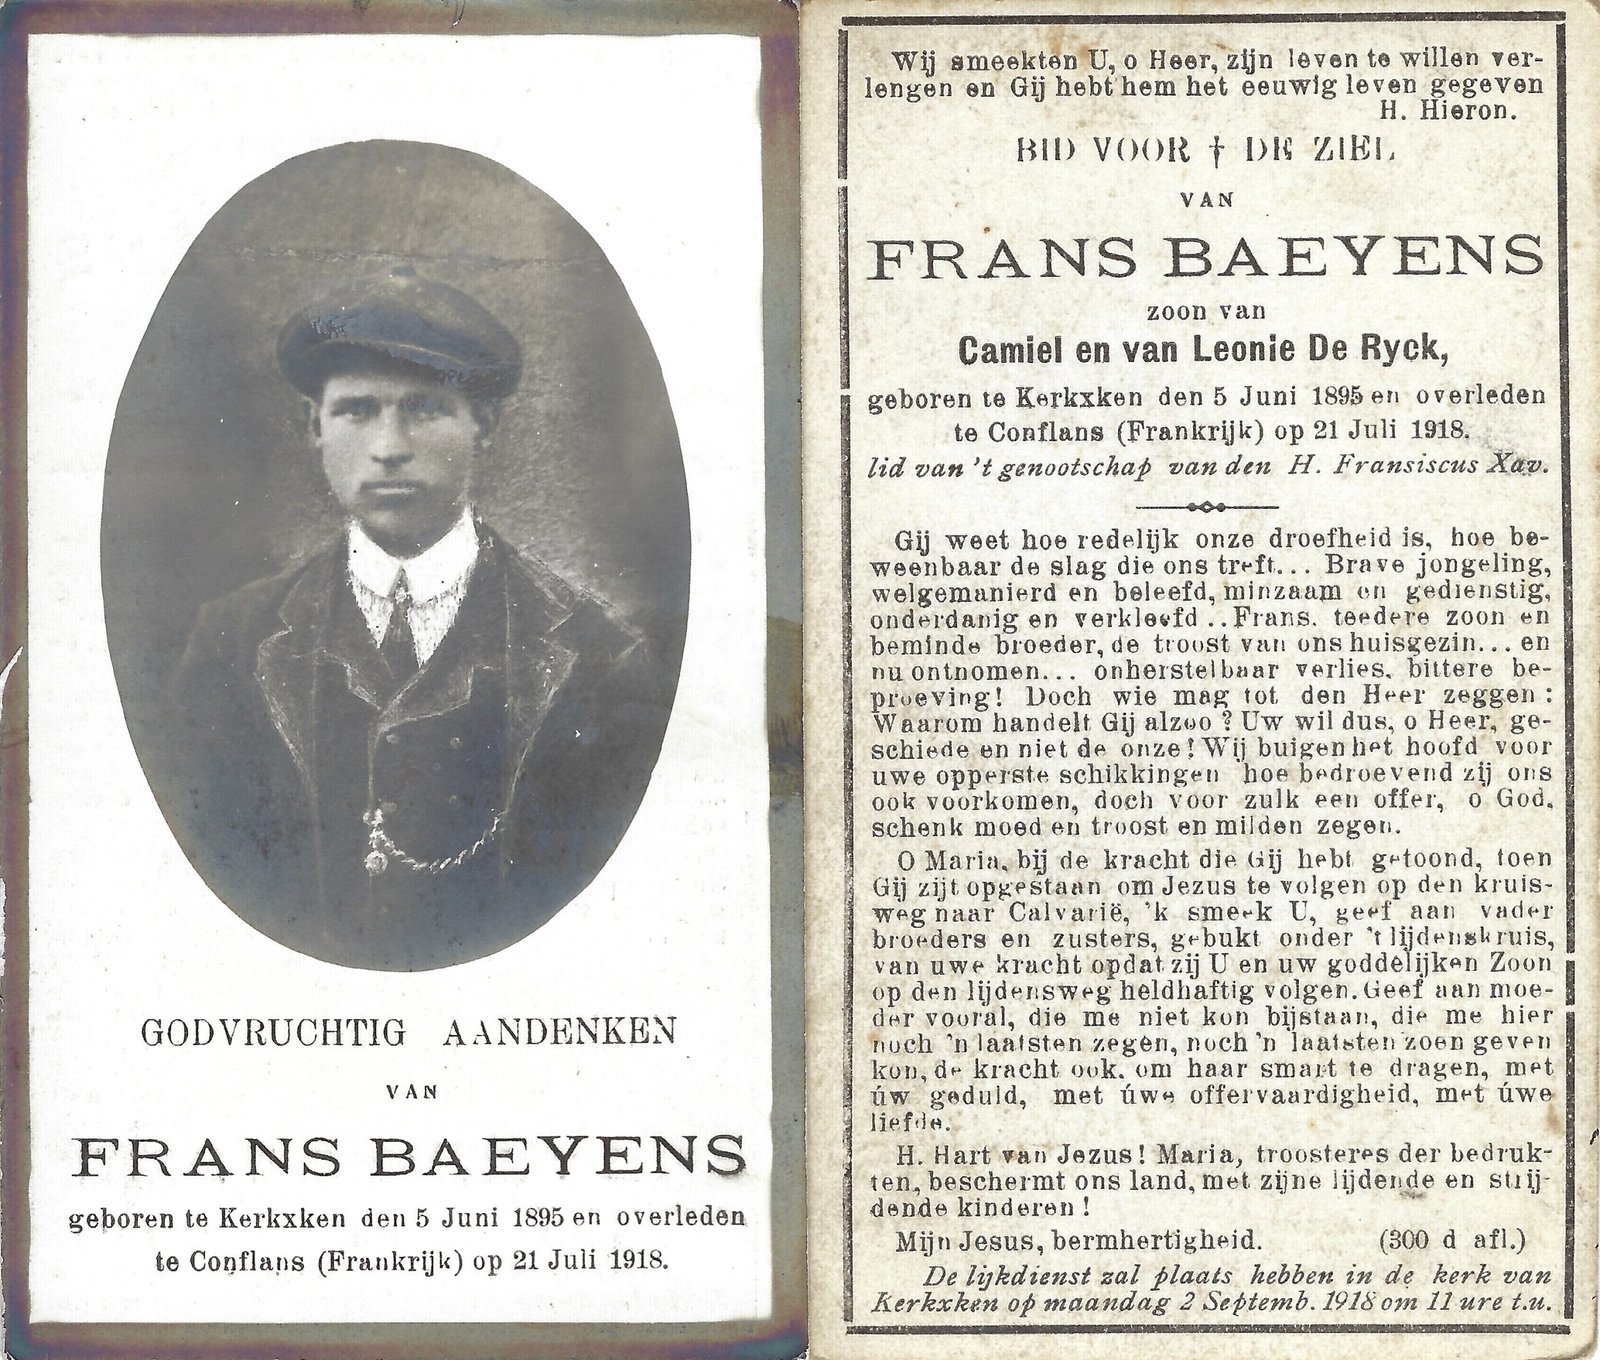 GODVRUCHTIG AANDENKEN
VAN
FRANS BAEYENS
geboren te Kerkxken den 5 Juni 1895 en overleden
te Conflans (Frankrijk) op 21 Juli 1918.
Wij smeekten U, o Heer, zijn leven te willen ver-
lengen en Gij hebt hem het eeuwig leven gegeven
H. Hieron.
BID VOOR † DE ZIEL
VAN
FRANS BAEYENS
zoon van
Camiel en van Leonie De Ryck,
geboren te Kerkxken den 5 Juni 1895 en overleden
te Conflans (Frankrijk) op 21 Juli 1918.
lid van 't genootschap van den H. Fransiscus Xav.
Gij weet hoe redelijk onze droefheid is, hoe be-
weenbaar de slag die ons treft... Brave jongeling,
welgemanierd en beleefd, minzaam en gedienstig,
onderdanig en verkleefd .. Frans. teedere zoon en
beminde broeder, de troost van ons huisgezin... en
nu ontnomen... onherstelbaar verlies. bittere be-
proeving! Doch wie mag tot den Heer zeggen:
Waarom handelt Gij alzoo? Uw wil dus, o Heer, ge-
schiede en niet de onze! Wij buigen het hoofd voor
uwe opperste schikkingen hoe bedroevend zij ons
ook voorkomen, doch voor zulk een offer, o God,
schenk moed en troost en milden zegen.
O Maria, bij de kracht die Gij hebt getoond, toen
Gij zijt opgestaan om Jezus te volgen op den kruis-
weg naar Calvarië, 'k smeek U, geef aan vader
broeders en zusters, gebukt onder 't lijdenskruis,
van uwe kracht opdat zij U en uw goddelijken Zoon
op den lijdensweg heldhaftig volgen. Geef aan moe-
der vooral, die me niet kon bijstaan, die me hier
noch 'n laatsten zegen, noch 'n laatsten zoen geven
kon, de kracht ook. om haar smart te dragen, met
úw geduld, met úwe offervaardigheid, met úwe
liefde.
H. Hart van Jezus! Maria, troosteres der bedruk-
ten, beschermt ons land, met zijne lijdende en strij-
dende kinderen!
Mijn Jesus, bermhertigheid. (300 d afl.)
De lijkdienst zal plaats hebben in de kerk van
Kerkxken op maandag 2 Septemb. 1918 om 11 ure t.u.